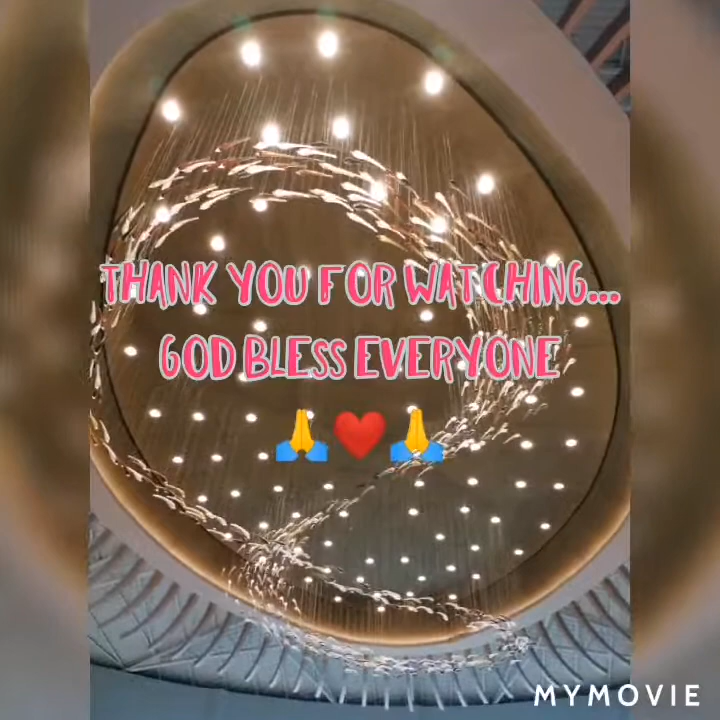 THANK YOU FOR WATCHING...
GOD BLESS EVERYONE
🙏❤️🙏
MYMOVIE